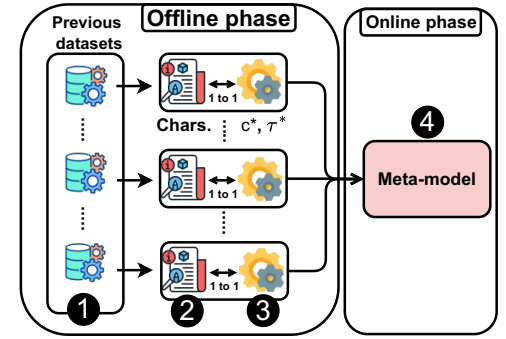 Offline phase
Online phase
Previous
datasets
1 to 1
Chars.
c*, τ*
4
1 to 1
Meta-model
1 to 1
1
2
3